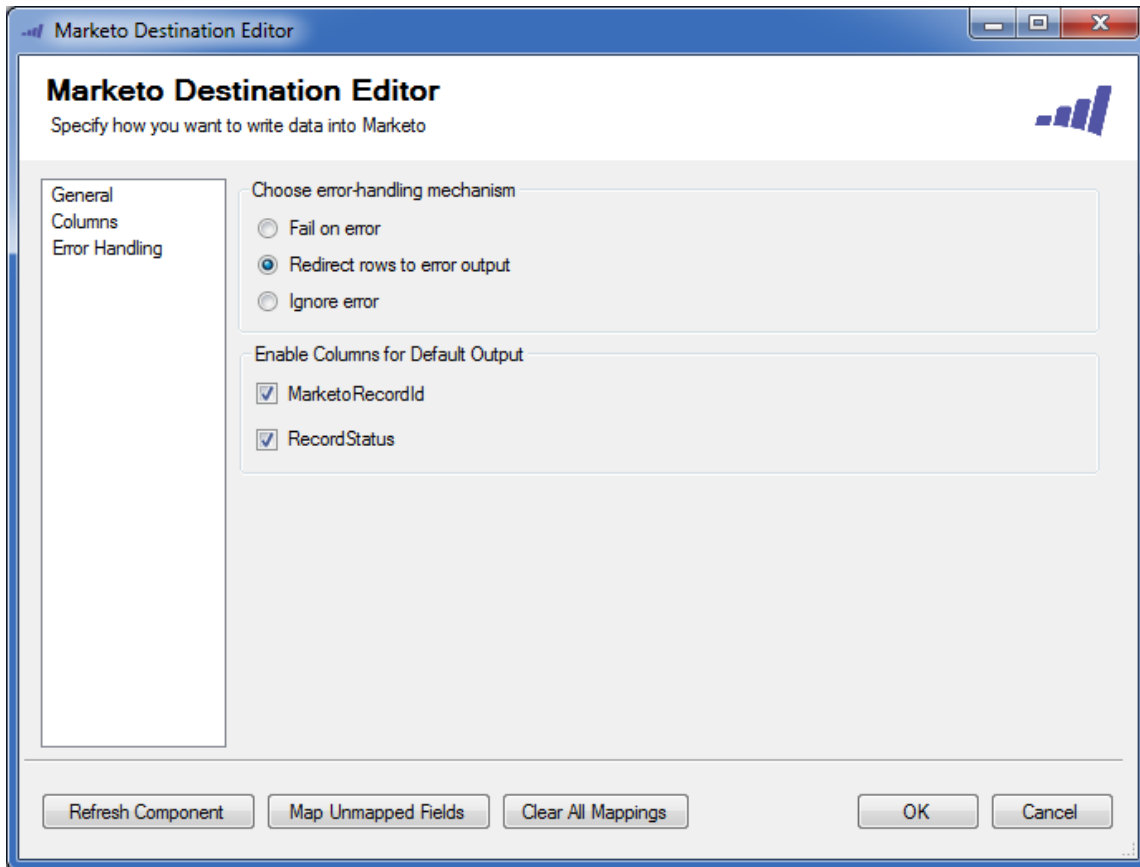 Marketo Destination Editor
Marketo Destination Editor
Specify how you want to write data into Marketo
General
Columns
Error Handling
Choose error-handling mechanism
Fail on error
Redirect rows to error output
Ignore error
Enable Columns for Default Output
MarketoRecordId
RecordStatus
Refresh Component Map Unmapped Fields Clear All Mappings OK Cancel